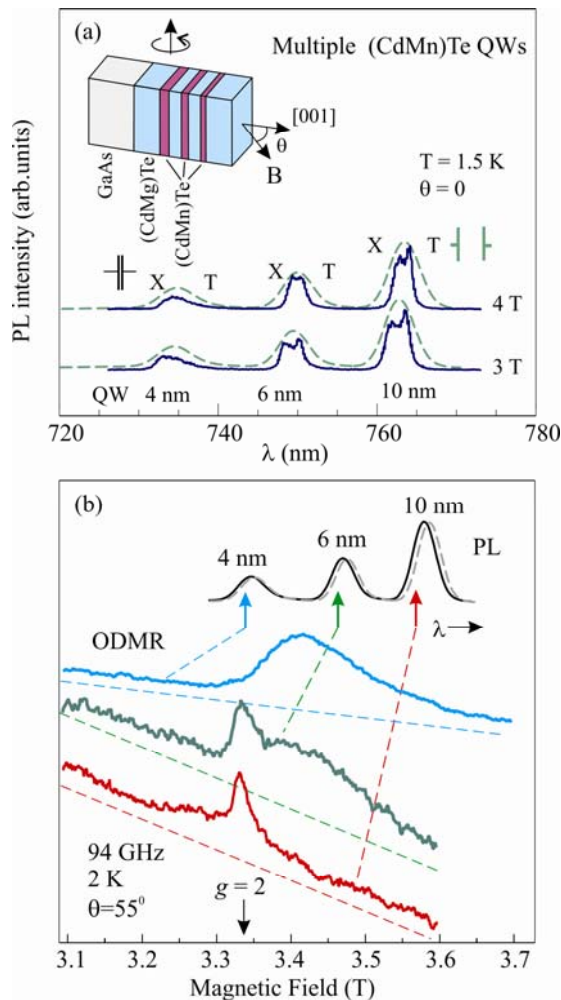 (a)
Multiple (CdMn)Te QWs
[001]
θ
B
GaAs
(CdMg)Te
(CdMn)Te
T = 1.5 K
θ = 0
PL intensity (arb.units)
X T X T X T
4 T
3 T
QW 4 nm 6 nm 10 nm
720 740 760 780
λ (nm)
(b)
10 nm
6 nm
4 nm
PL
λ
ODMR
94 GHz
2 K
θ=55⁰
g = 2
3.1 3.2 3.3 3.4 3.5 3.6 3.7
Magnetic Field (T)